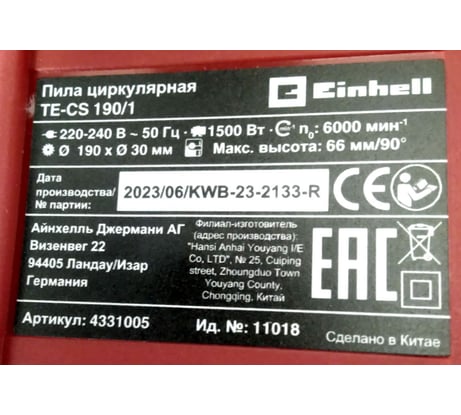 Пила циркулярная
TE-CS 190/1
Einhell
220-240 В ~ 50 Гц 1500 Вт n₀: 6000 мин⁻¹
Ø 190 x Ø 30 мм Макс. высота: 66 мм/90°
Дата
производства/
№ партии:
2023/06/KWB-23-2133-R
CE
Айнхелль Джермани АГ
Визенвег 22
94405 Ландау/Изар
Германия
Филиал-изготовитель
(адрес производства):
"Hansi Anhai Youyang I/E
Co, LTD", № 25, Cuiping
street, Zhoungduo Town
Youyang County.
Chongqing, Китай
EAC
Артикул: 4331005
Ид. №: 11018
Сделано в Китае